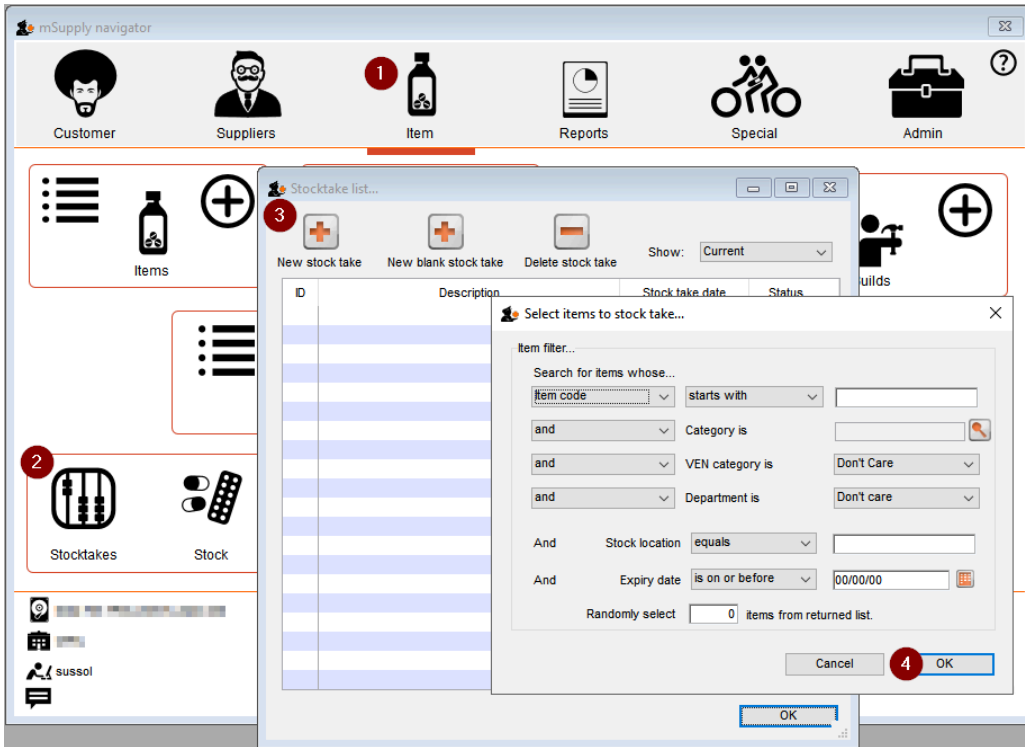 mSupply navigator
1
Customer
Suppliers
Item
Reports
Special
Admin
?
Items
Stocktake list...
3
New stock take
New blank stock take
Delete stock take
Show:
Current
ID
Description
Stock take date
Status
uilds
Select items to stock take...
Item filter...
Search for items whose...
Item code
starts with
and
Category is
and
VEN category is
Don't Care
and
Department is
Don't care
And
Stock location
equals
And
Expiry date
is on or before
00/00/00
Randomly select
0
items from returned list.
Cancel
4
OK
OK
2
Stocktakes
Stock
sussol